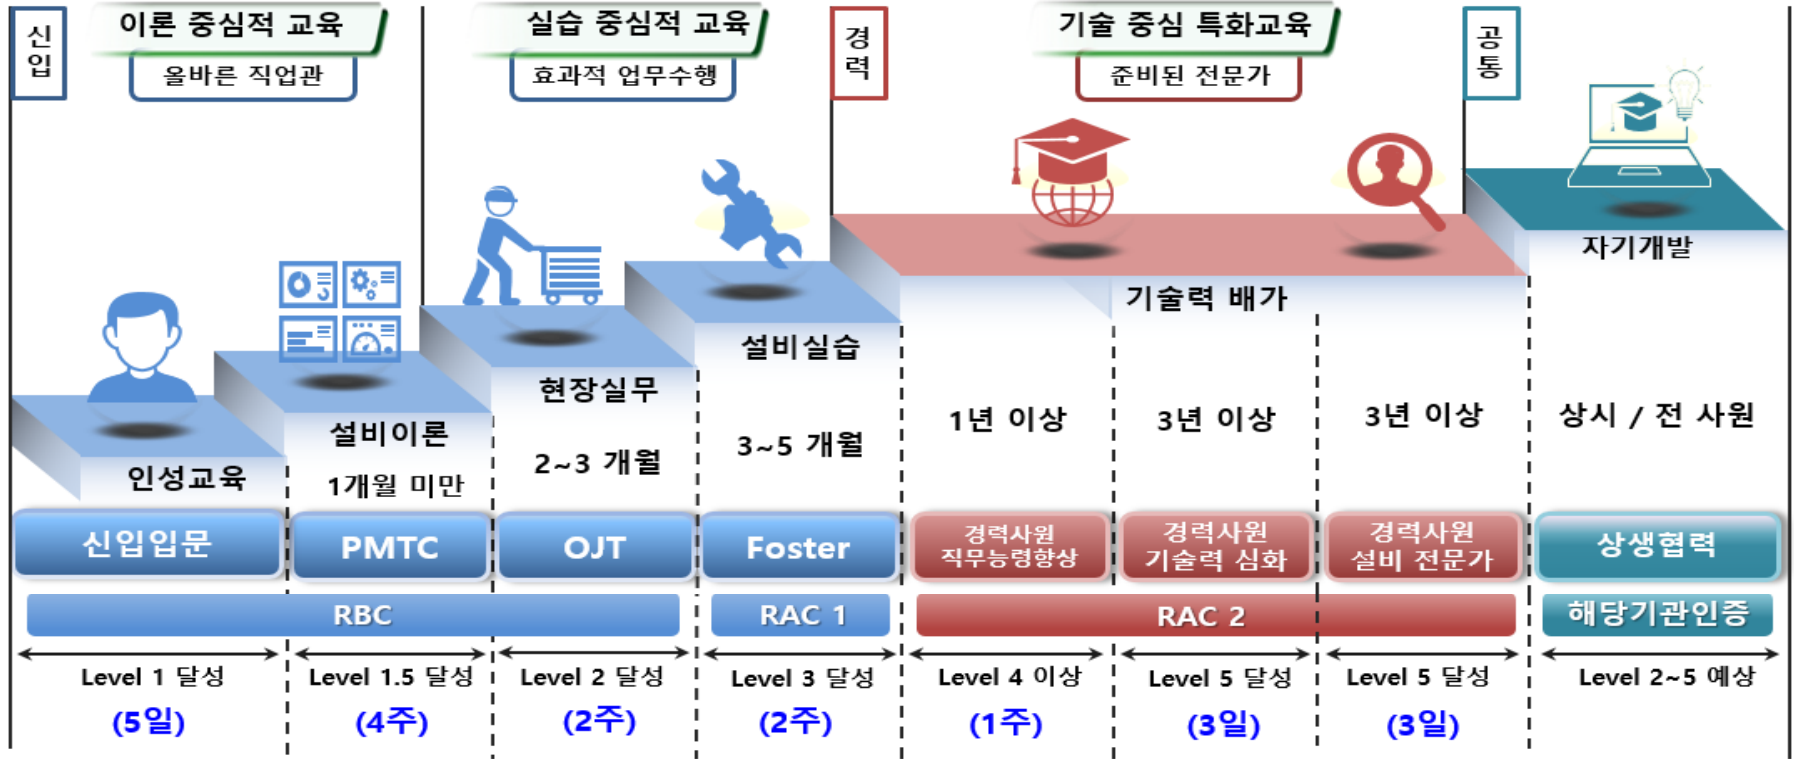 신입
이론 중심적 교육
올바른 직업관
실습 중심적 교육
효과적 업무수행
경력
기술 중심 특화교육
준비된 전문가
공통
인성교육
설비이론
1개월 미만
현장실무
2~3 개월
설비실습
3~5 개월
기술력 배가
1년 이상
3년 이상
3년 이상
자기개발
상시 / 전 사원
신입입문
PMTC
OJT
Foster
경력사원
직무능령향상
경력사원
기술력 심화
경력사원
설비 전문가
상생협력
RBC
RAC 1
RAC 2
해당기관인증
Level 1 달성
Level 1.5 달성
Level 2 달성
Level 3 달성
Level 4 이상
Level 5 달성
Level 5 달성
Level 2~5 예상
(5일)
(4주)
(2주)
(2주)
(1주)
(3일)
(3일)